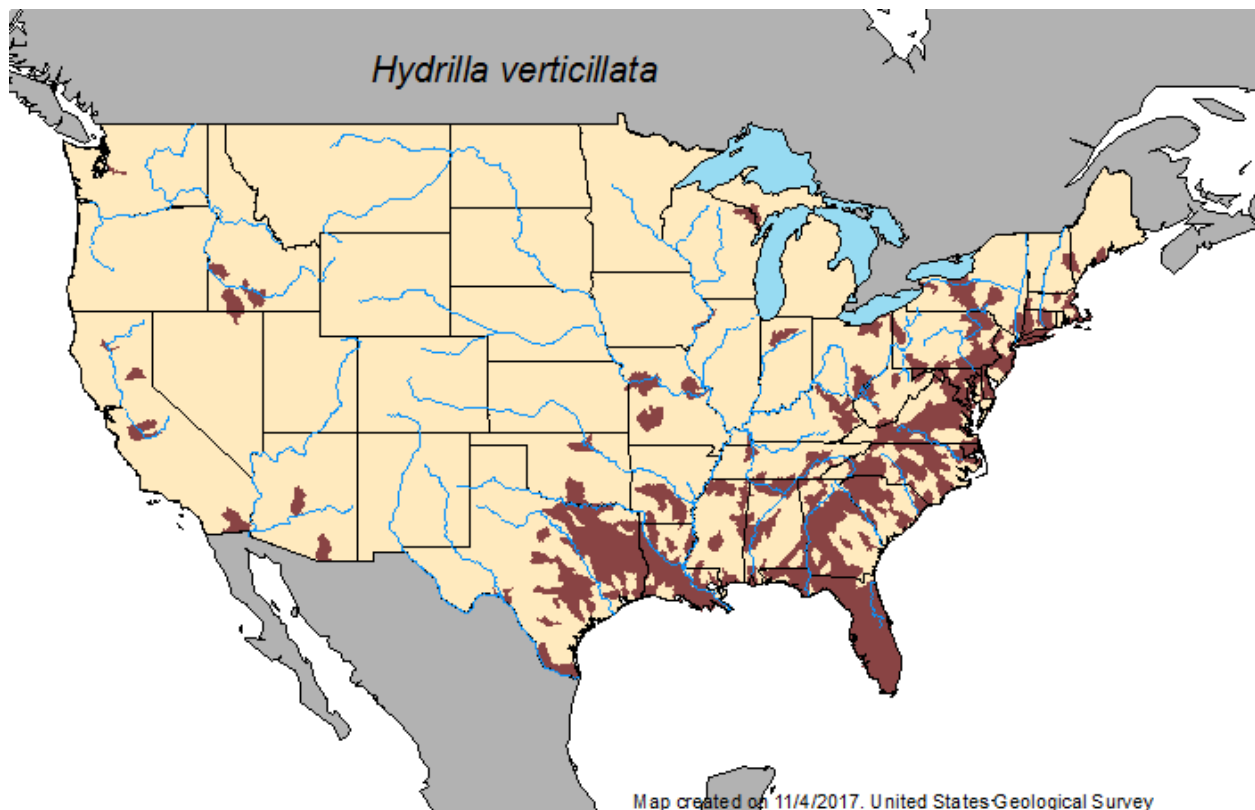 Hydrilla verticillata
Map created on 11/4/2017. United States Geological Survey